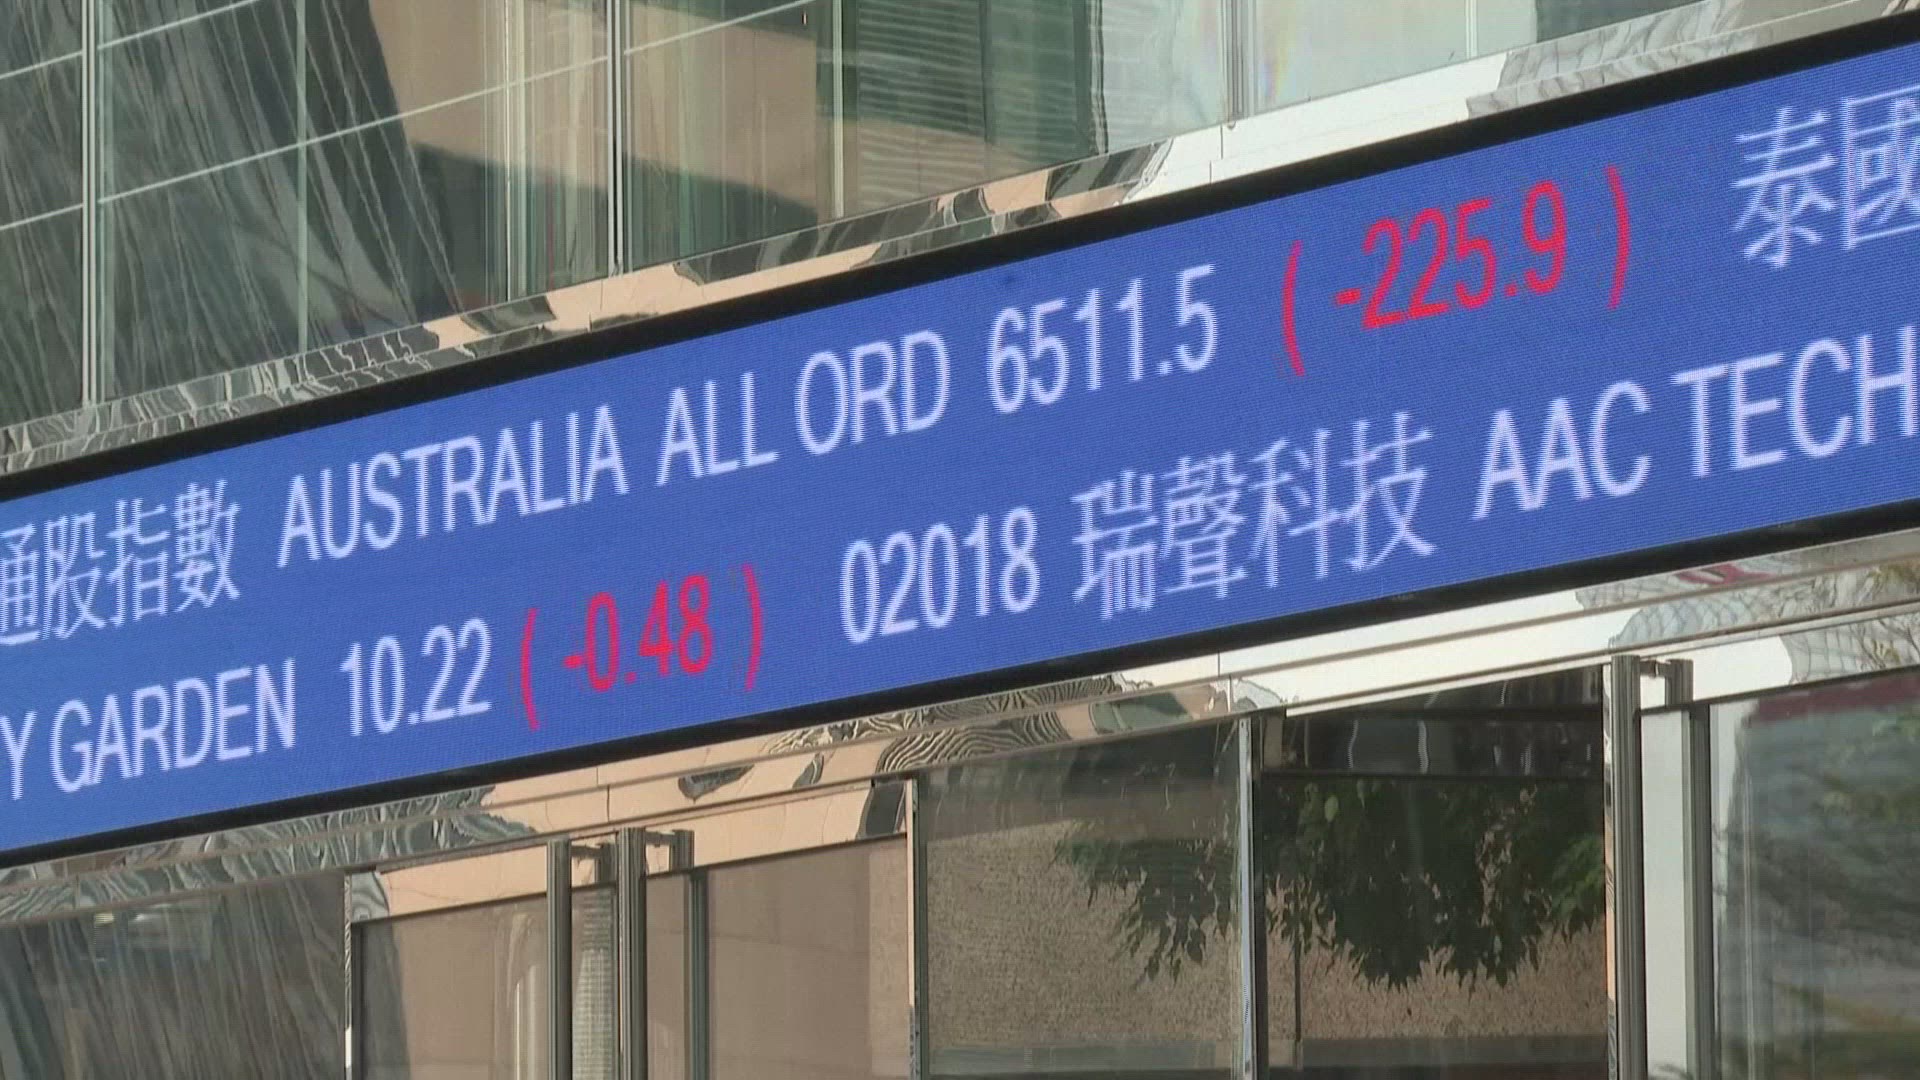 通股指數 AUSTRALIA ALL ORD 6511.5 ( -225.9 ) 泰國
Y GARDEN 10.22 ( -0.48 ) 02018 瑞聲科技 AAC TECH